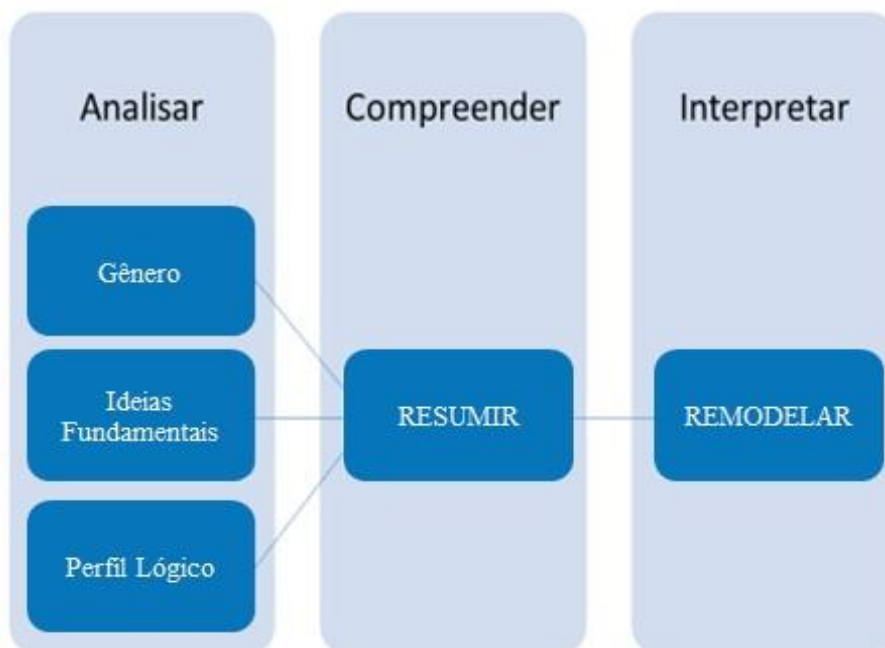 Analisar
Compreender
Interpretar
Gênero
Ideias
Fundamentais
RESUMIR
REMODELAR
Perfil Lógico